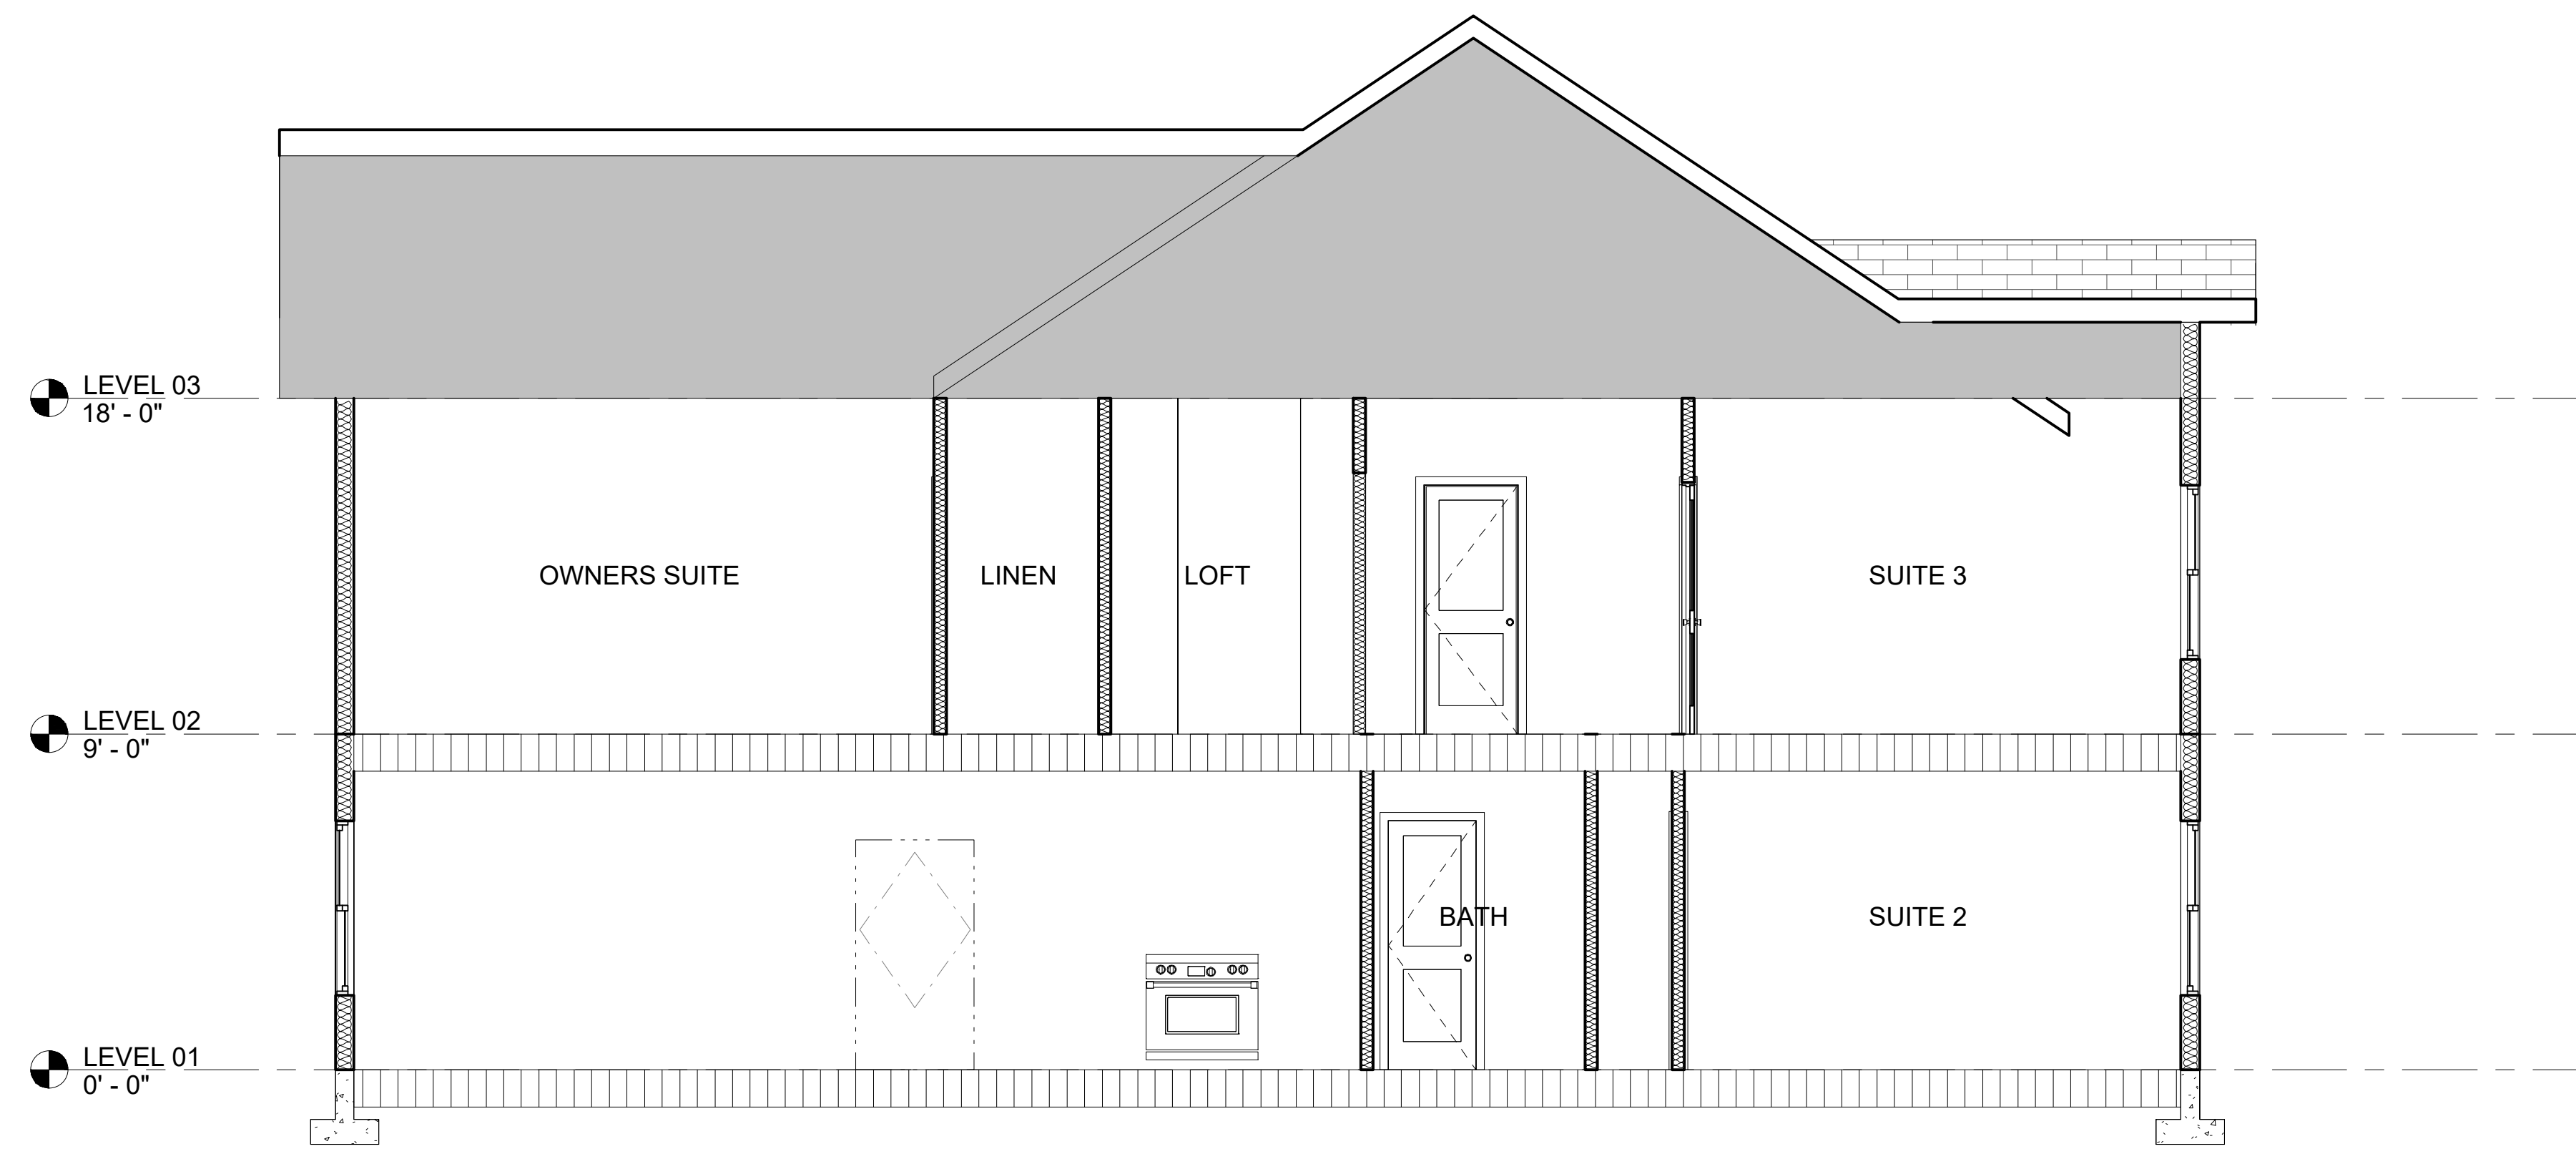 LEVEL 03
18' - 0"
OWNERS SUITE
LINEN
LOFT
SUITE 3
LEVEL 02
9' - 0"
BATH
SUITE 2
LEVEL 01
0' - 0"